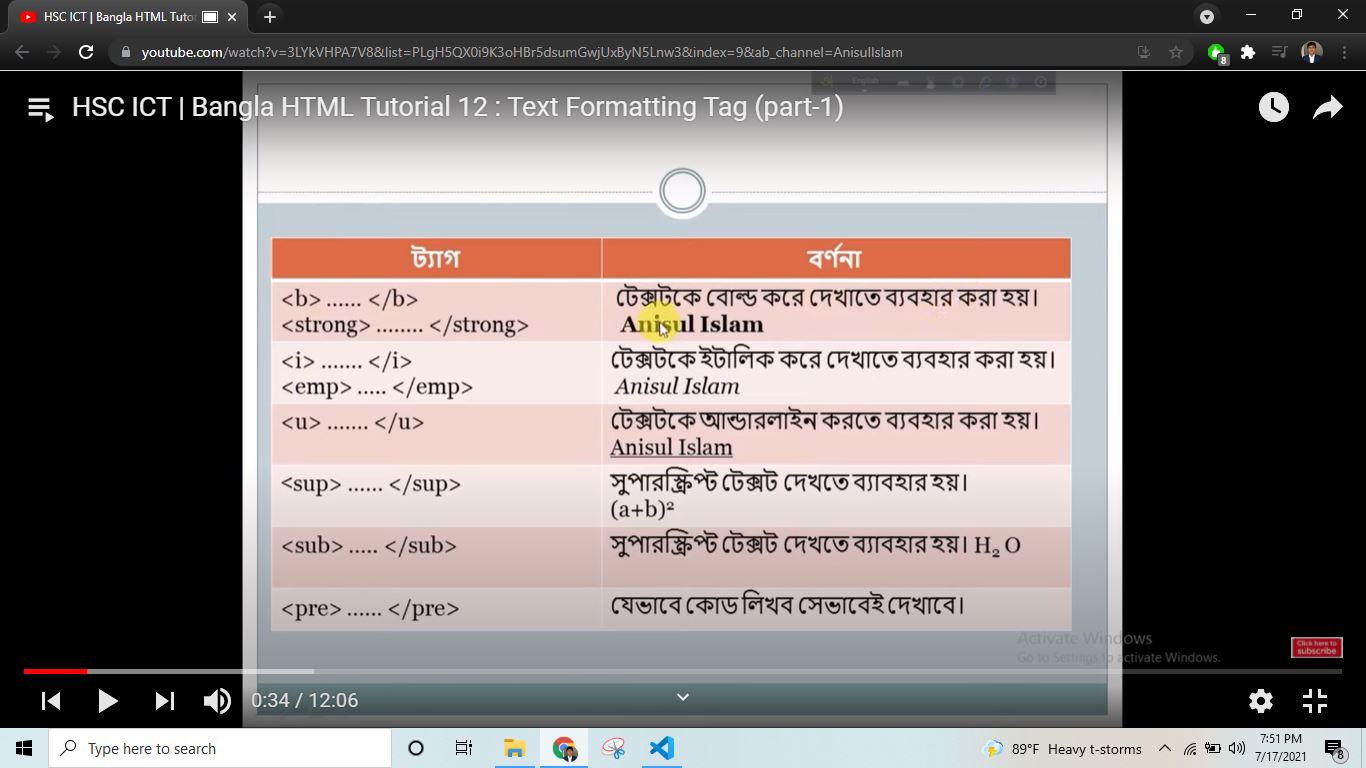 HSC ICT | Bangla HTML Tutor
youtube.com/watch?v=3LYkVHPA7V8&list=PLgH5QX0i9K3oHBr5dsumGwjUxByN5Lnw3&index=9&ab_channel=AnisulIslam
8
English
HSC ICT | Bangla HTML Tutorial 12 : Text Formatting Tag (part-1)
ট্যাগ বর্ণনা
<b> ...... </b> টেক্সটকে বোল্ড করে দেখাতে ব্যবহার করা হয়।
<strong> ........ </strong> Anisul Islam
<i> ....... </i> টেক্সটকে ইটালিক করে দেখাতে ব্যবহার করা হয়।
<emp> ..... </emp> Anisul Islam
<u> ....... </u> টেক্সটকে আন্ডারলাইন করতে ব্যবহার করা হয়।
Anisul Islam
<sup> ...... </sup> সুপারস্ক্রিপ্ট টেক্সট দেখতে ব্যাবহার হয়।
(a+b)²
<sub> ..... </sub> সুপারস্ক্রিপ্ট টেক্সট দেখতে ব্যাবহার হয়। H₂ O
<pre> ...... </pre> যেভাবে কোড লিখব সেভাবেই দেখাবে।
Activate Windows
Go to Settings to activate Windows.
Click here to
subscribe
0:34 / 12:06
Type here to search
89°F Heavy t-storms
7:51 PM
7/17/2021
8